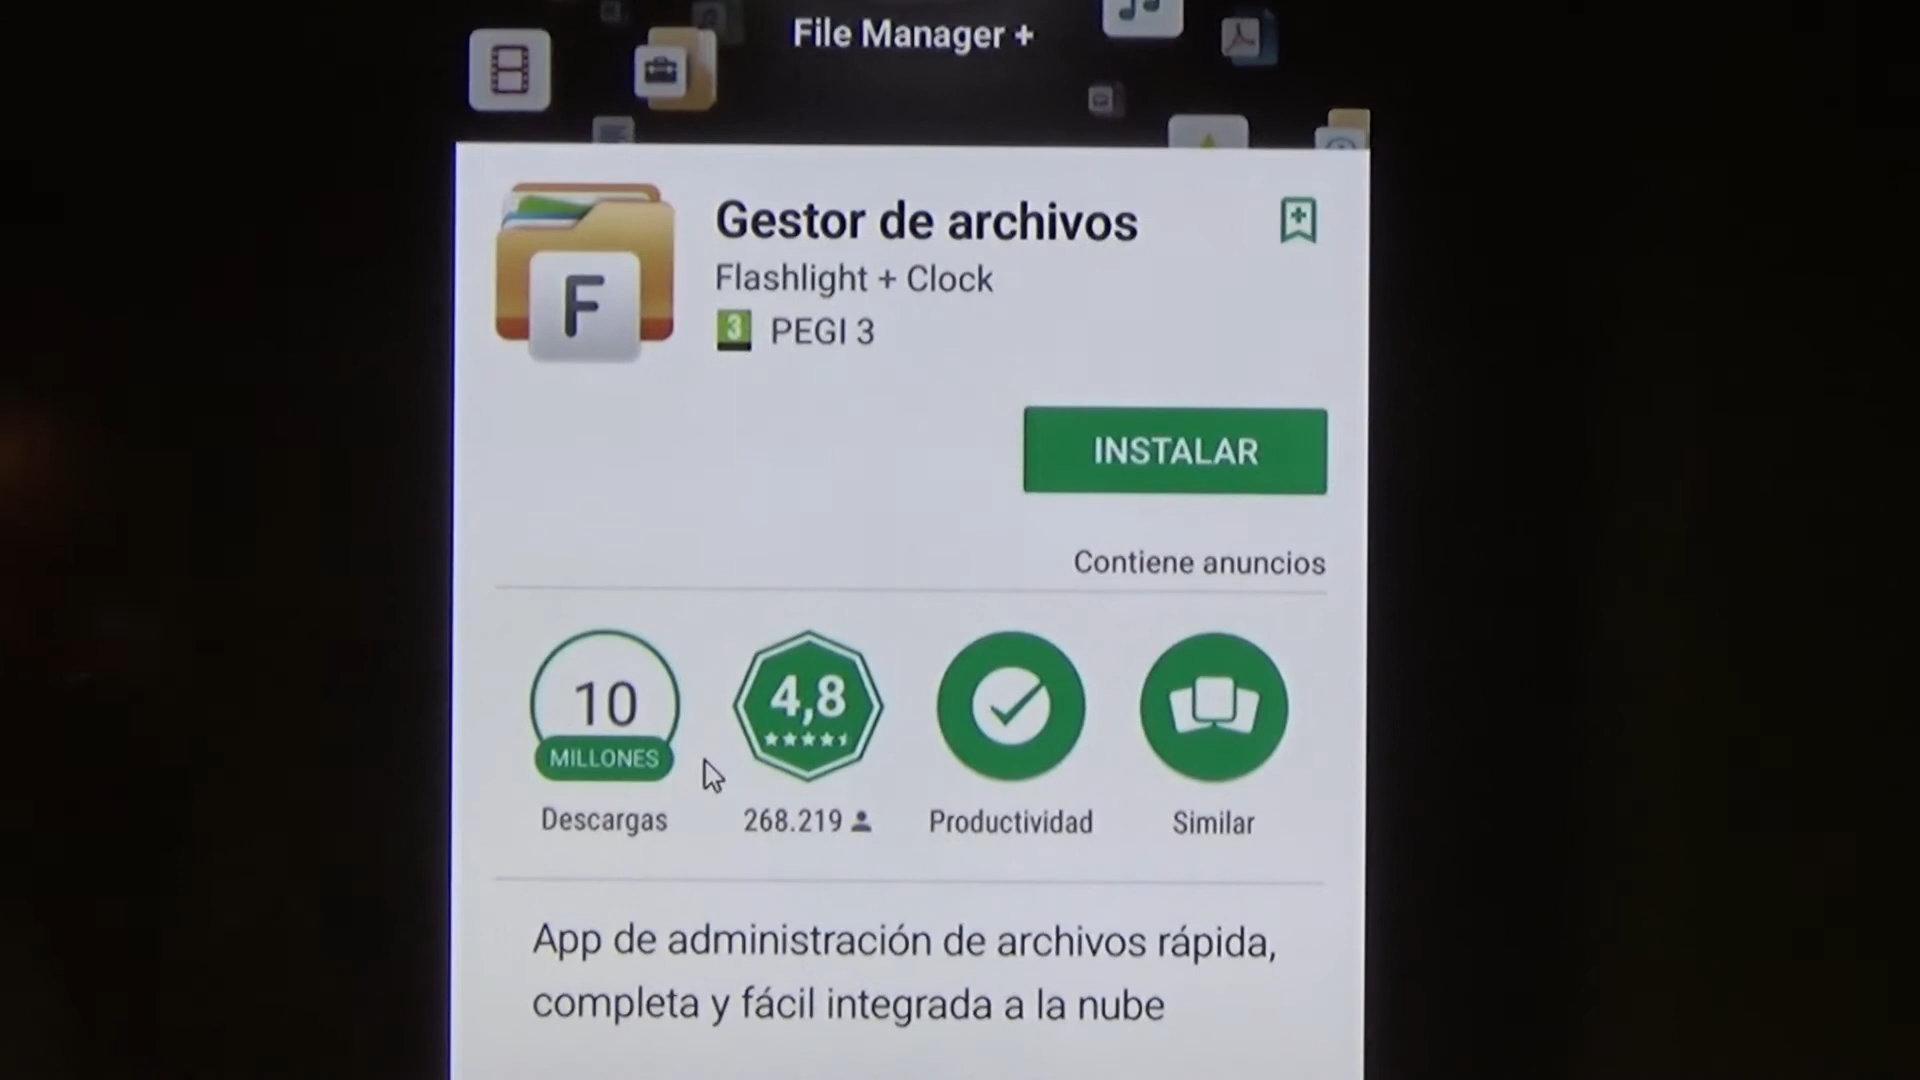 File Manager +
Gestor de archivos
Flashlight + Clock
3 PEGI 3
F
INSTALAR
Contiene anuncios
10
MILLONES
Descargas
4,8
268.219
Productividad
Similar
App de administración de archivos rápida,
completa y fácil integrada a la nube